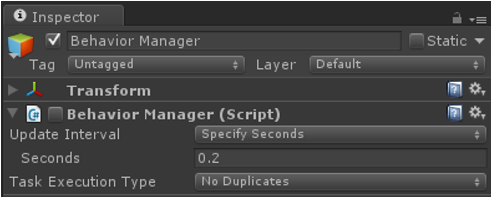 Inspector
Behavior Manager Static
Tag Untagged Layer Default
Transform
C# Behavior Manager (Script)
Update Interval Specify Seconds
Seconds 0.2
Task Execution Type No Duplicates